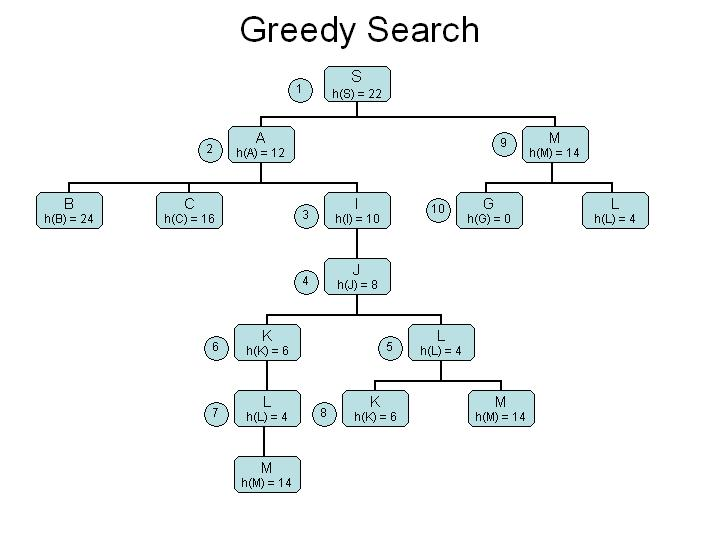 Greedy Search
1
S
h(S) = 22
2
A
h(A) = 12
9
M
h(M) = 14
B
h(B) = 24
C
h(C) = 16
3
I
h(I) = 10
10
G
h(G) = 0
L
h(L) = 4
4
J
h(J) = 8
6
K
h(K) = 6
5
L
h(L) = 4
7
L
h(L) = 4
8
K
h(K) = 6
M
h(M) = 14
M
h(M) = 14